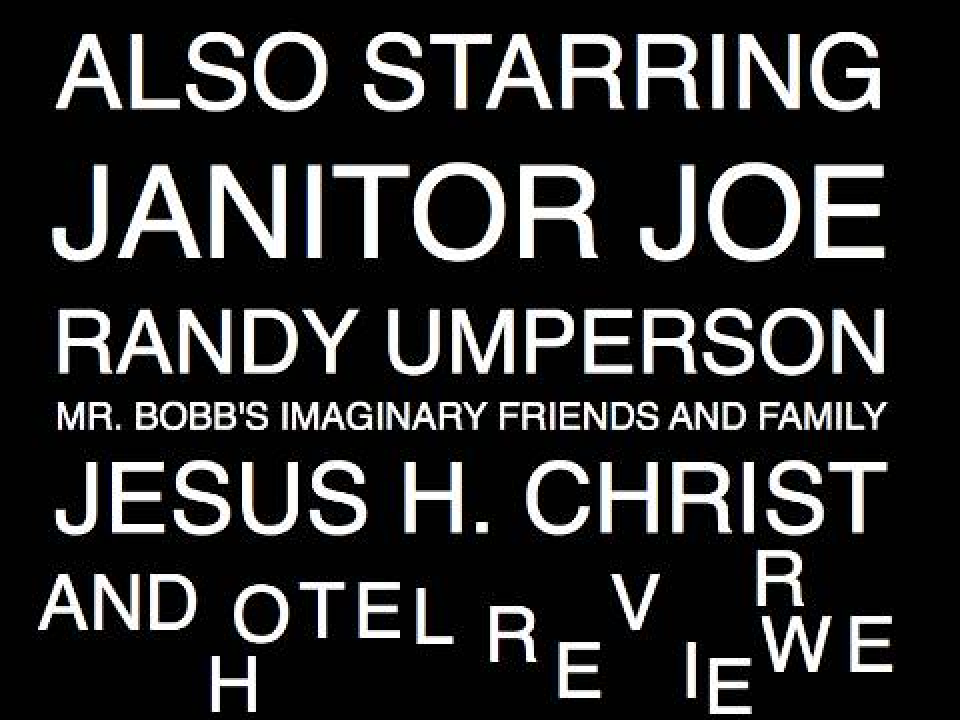 ALSO STARRING
JANITOR JOE
RANDY UMPERSON
MR. BOBB'S IMAGINARY FRIENDS AND FAMILY
JESUS H. CHRIST
AND HOTEL REVIEWER